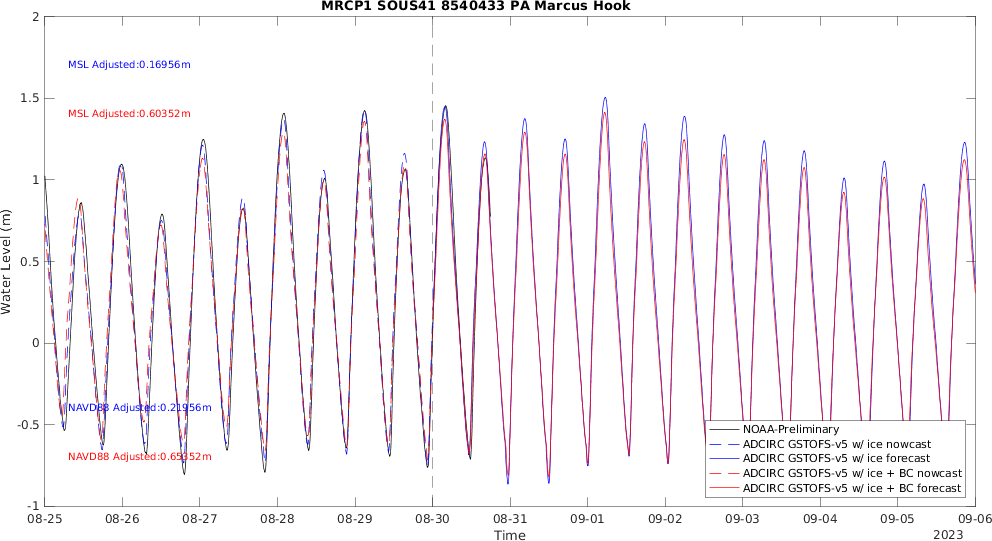 MRCP1 SOUS41 8540433 PA Marcus Hook
2
1.5
1
0.5
0
-0.5
-1
Water Level (m)
MSL Adjusted:0.16956m
MSL Adjusted:0.60352m
NAVD88 Adjusted:0.21956m
NAVD88 Adjusted:0.65352m
NOAA-Preliminary
ADCIRC GSTOFS-v5 w/ ice nowcast
ADCIRC GSTOFS-v5 w/ ice forecast
ADCIRC GSTOFS-v5 w/ ice + BC nowcast
ADCIRC GSTOFS-v5 w/ ice + BC forecast
08-25 08-26 08-27 08-28 08-29 08-30 08-31 09-01 09-02 09-03 09-04 09-05 09-06
Time
2023